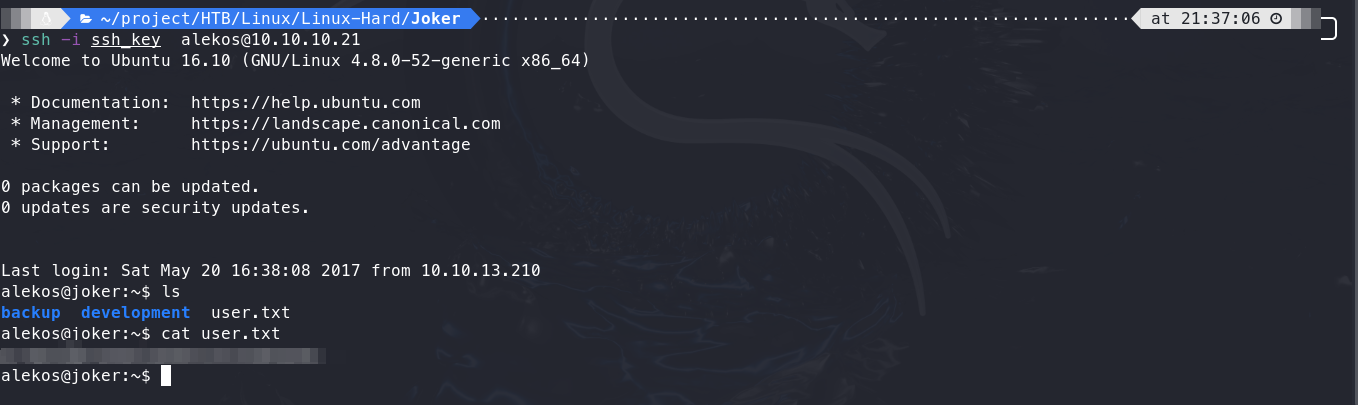 ~/project/HTB/Linux/Linux-Hard/Joker at 21:37:06
❯ ssh -i ssh_key  alekos@10.10.10.21
Welcome to Ubuntu 16.10 (GNU/Linux 4.8.0-52-generic x86_64)
 * Documentation:  https://help.ubuntu.com
 * Management:     https://landscape.canonical.com
 * Support:        https://ubuntu.com/advantage
0 packages can be updated.
0 updates are security updates.
Last login: Sat May 20 16:38:08 2017 from 10.10.13.210
alekos@joker:~$ ls
backup  development  user.txt
alekos@joker:~$ cat user.txt
alekos@joker:~$